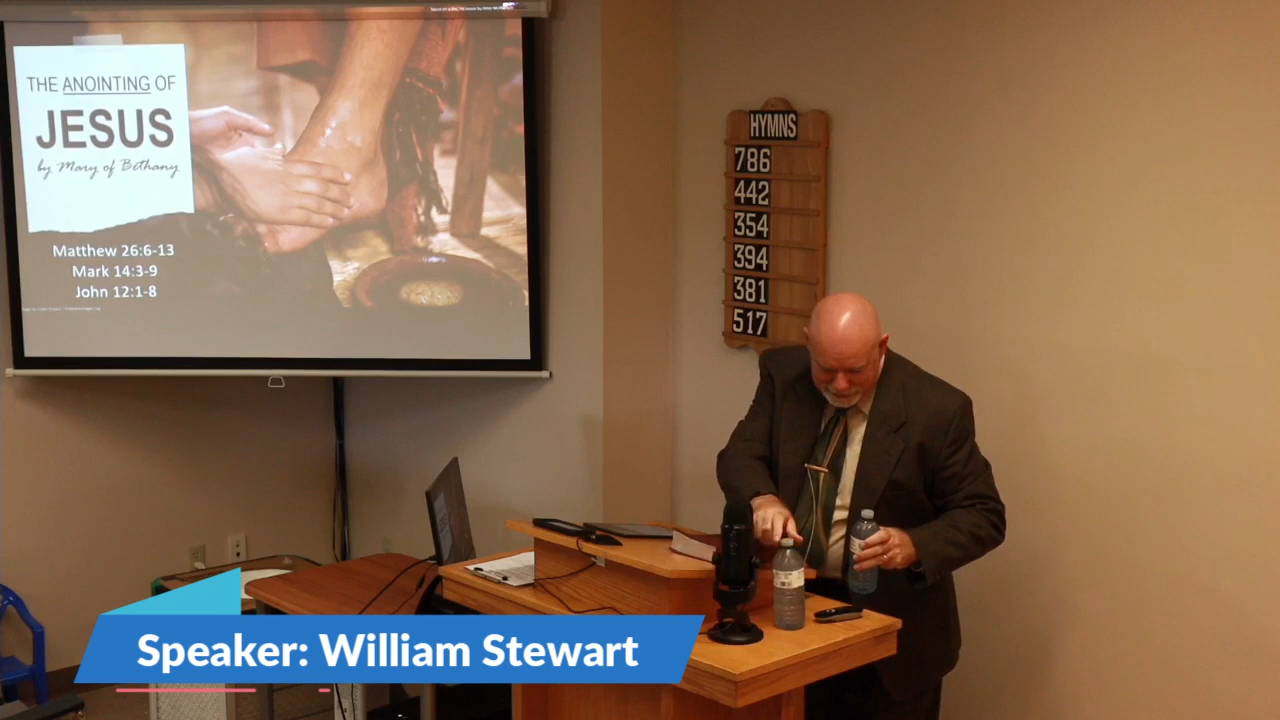 THE ANOINTING OF
JESUS
by Mary of Bethany
Matthew 26:6-13
Mark 14:3-9
John 12:1-8
HYMNS
786
442
354
394
381
517
Speaker: William Stewart